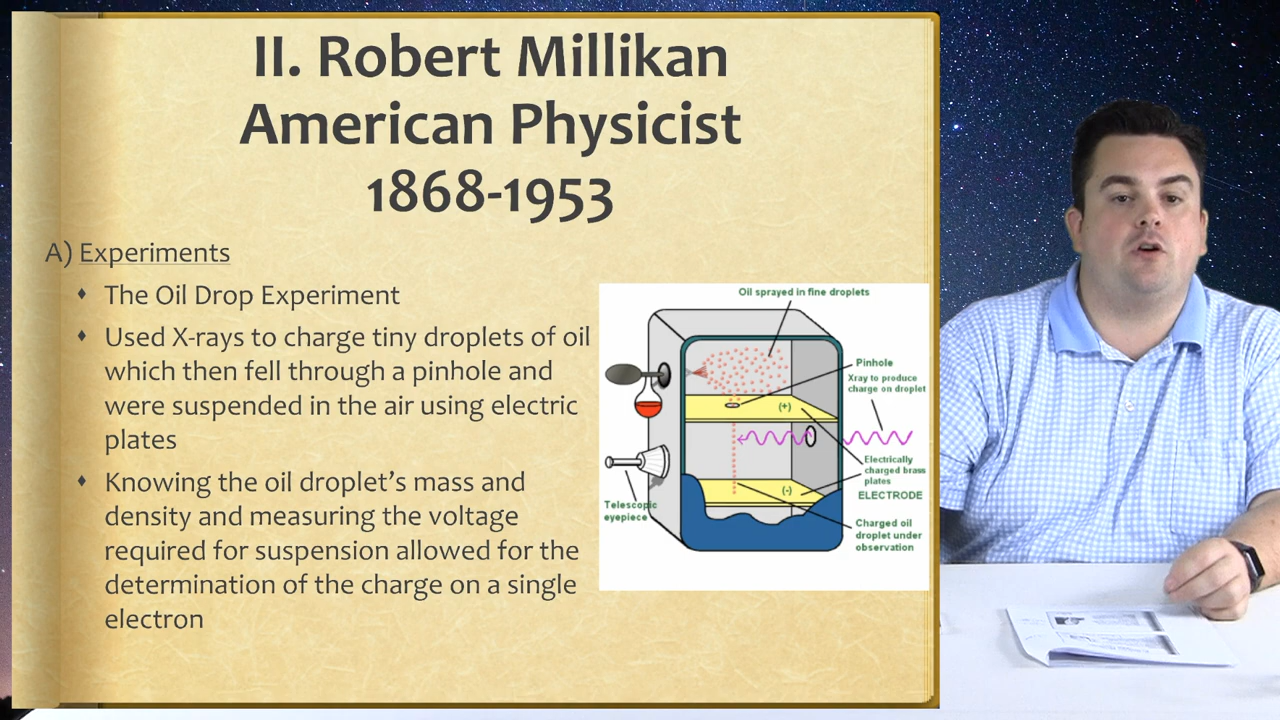 II. Robert Millikan
American Physicist
1868-1953
A) Experiments
The Oil Drop Experiment
Used X-rays to charge tiny droplets of oil
which then fell through a pinhole and
were suspended in the air using electric
plates
Knowing the oil droplet's mass and
density and measuring the voltage
required for suspension allowed for the
determination of the charge on a single
electron
Oil sprayed in fine droplets
Pinhole
Xray to produce
charge on droplet
(+)
Electrically
charged brass
plates
ELECTRODE
(-)
Telescopic
eyepiece
Charged oil
droplet under
observation